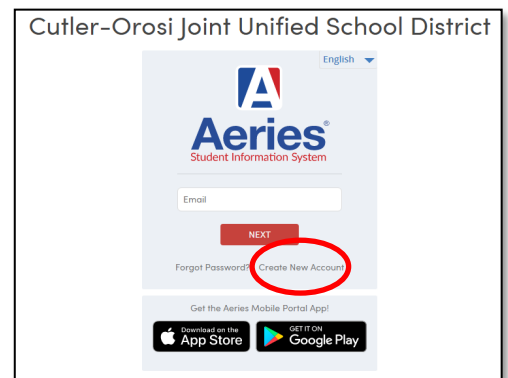 Cutler-Orosi Joint Unified School District
English
Aeries®
Student Information System
Email
NEXT
Forgot Password? Create New Account
Get the Aeries Mobile Portal App!
Download on the
App Store
GET IT ON
Google Play